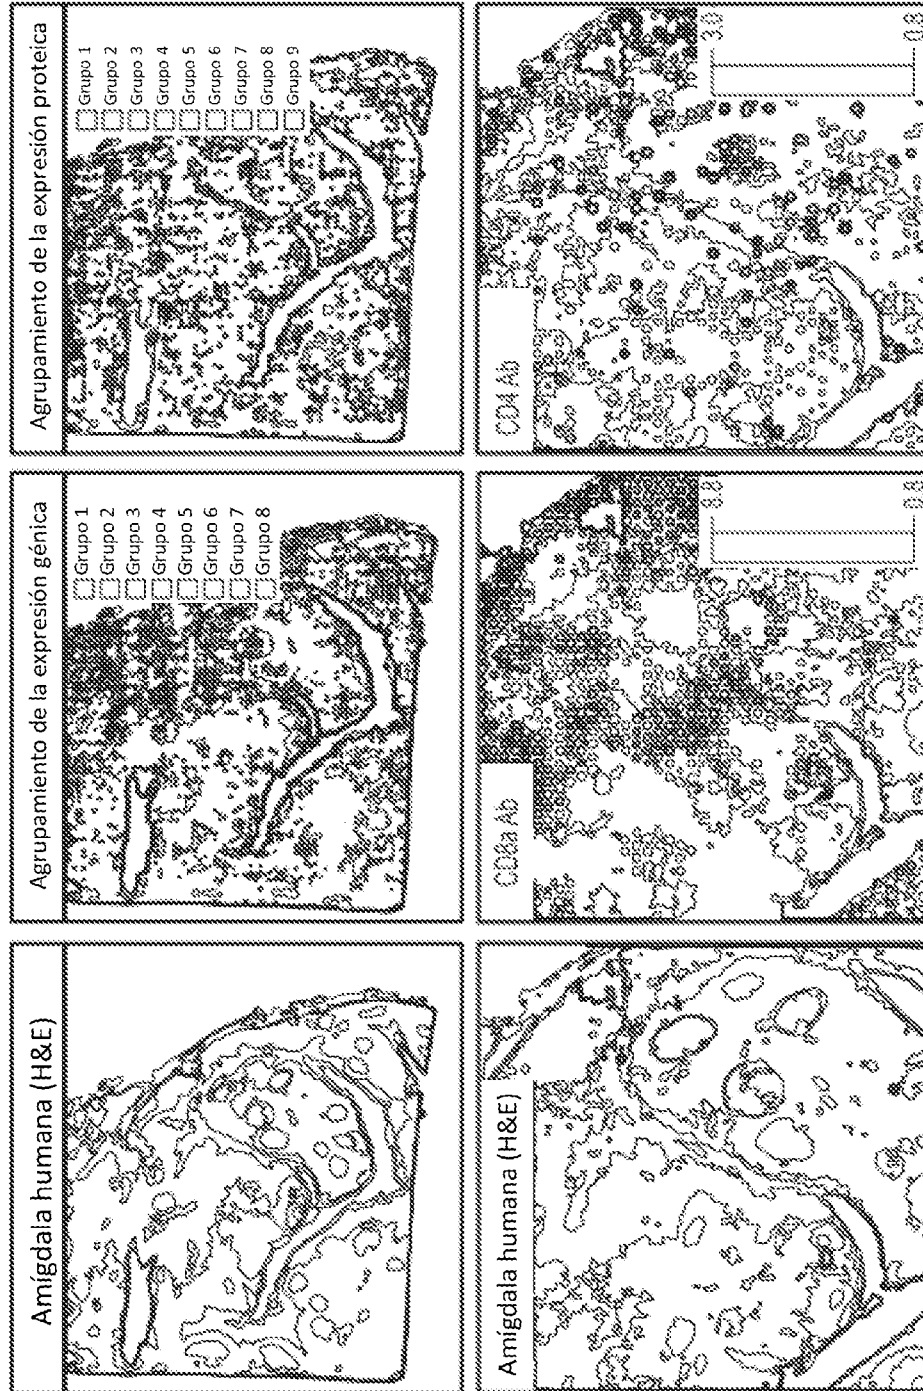 Amígdala humana (H&E)
Agrupamiento de la expresión génica
Grupo 1
Grupo 2
Grupo 3
Grupo 4
Grupo 5
Grupo 6
Grupo 7
Grupo 8
Agrupamiento de la expresión proteica
Grupo 1
Grupo 2
Grupo 3
Grupo 4
Grupo 5
Grupo 6
Grupo 7
Grupo 8
Grupo 9
Amígdala humana (H&E)
CD8a Ab
CD4 Ab
3.0